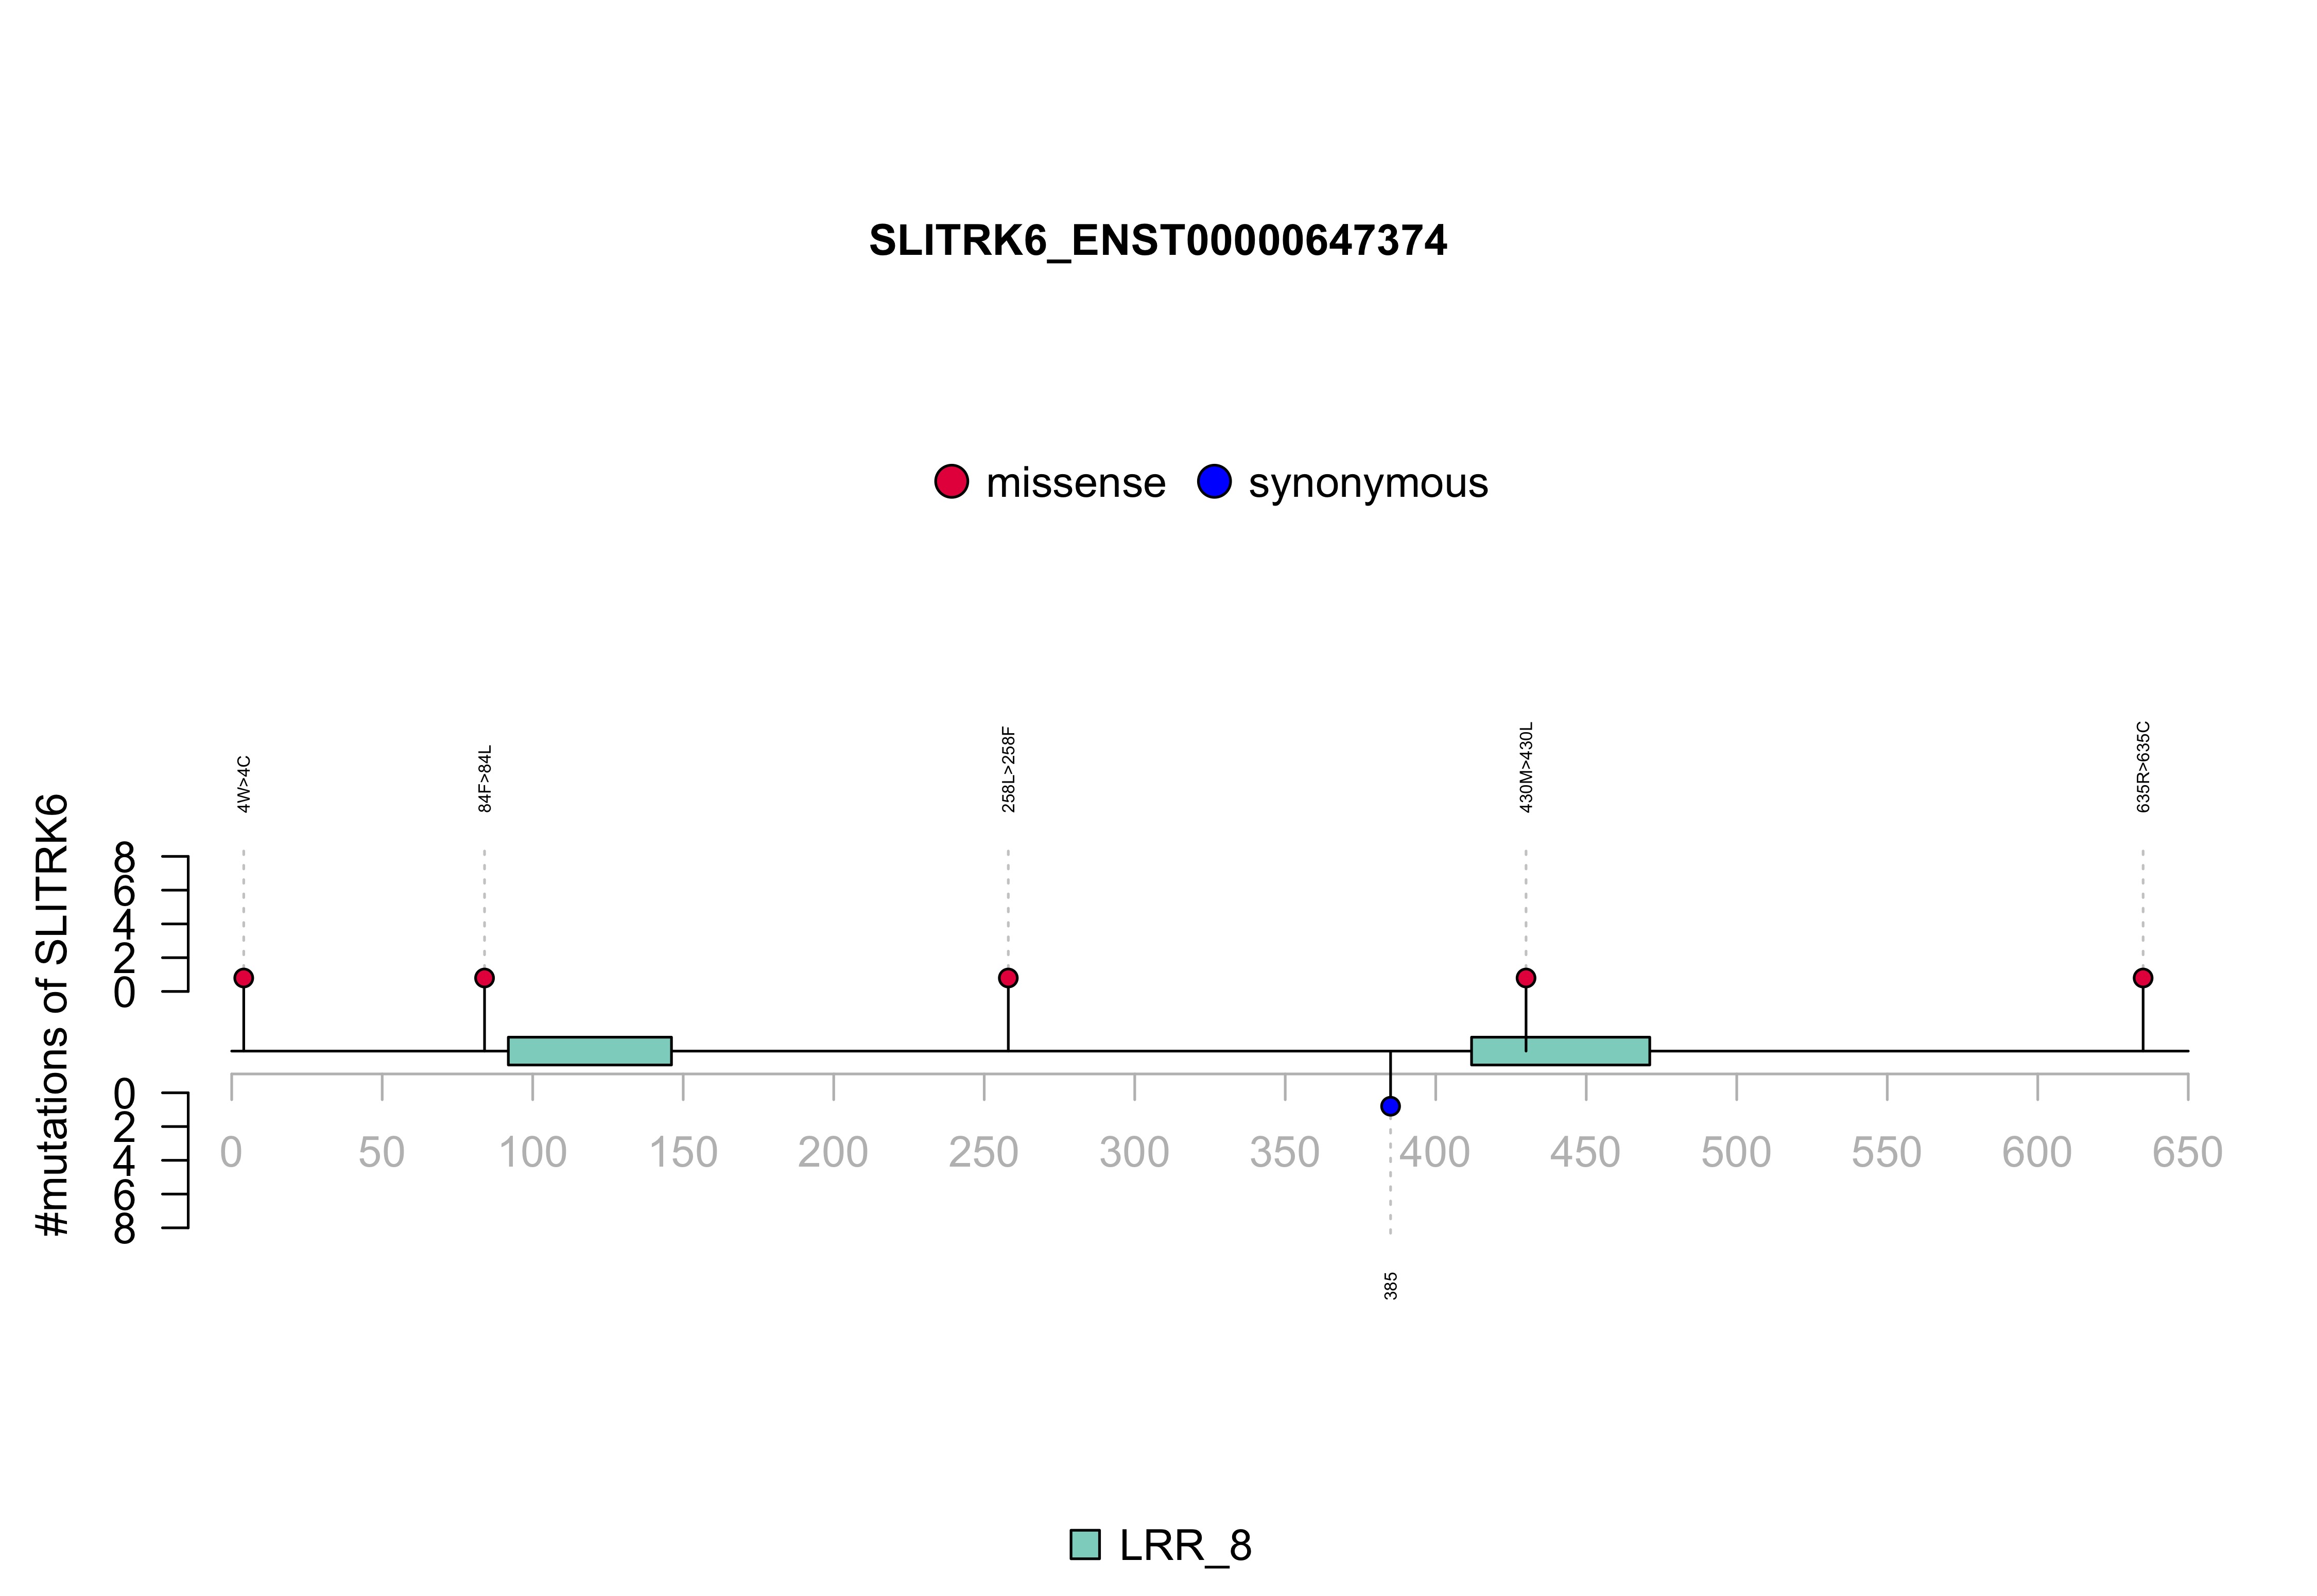 SLITRK6_ENST00000647374
missense synonymous
4W>4C
84F>84L
258L>258F
430M>430L
635R>635C
#mutations of SLITRK6
8
6
4
2
0
0
2
4
6
8
0 50 100 150 200 250 300 350 400 450 500 550 600 650
385
LRR_8